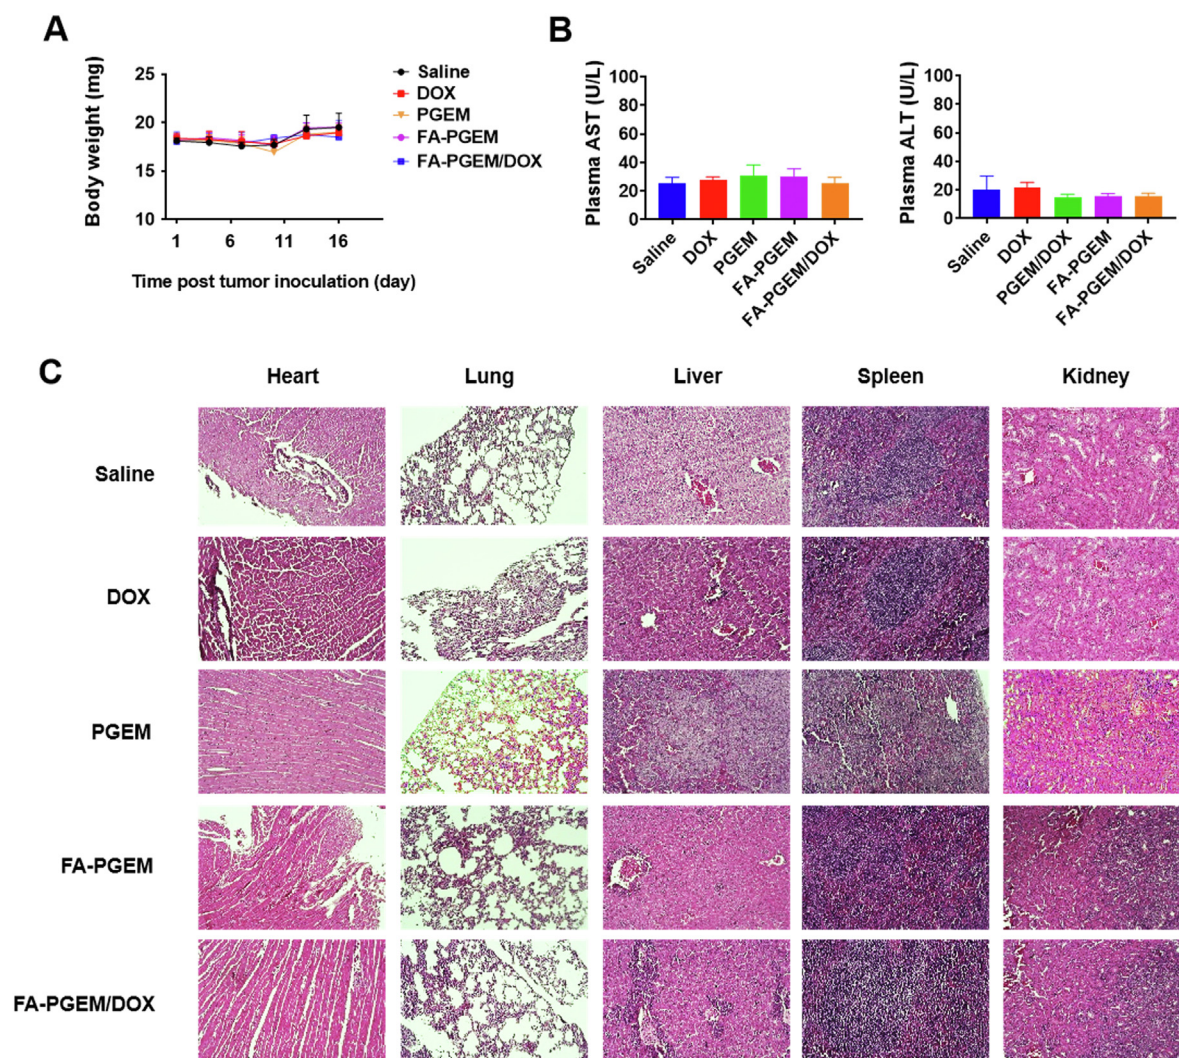 A
Body weight (mg)
25
20
15
10
1 6 11 16
Time post tumor inoculation (day)
Saline
DOX
PGEM
FA-PGEM
FA-PGEM/DOX
B
Plasma AST (U/L)
100
80
60
40
20
0
Saline
DOX
PGEM
FA-PGEM
FA-PGEM/DOX
Plasma ALT (U/L)
100
80
60
40
20
0
Saline
DOX
PGEM/DOX
FA-PGEM
FA-PGEM/DOX
C
Heart Lung Liver Spleen Kidney
Saline
DOX
PGEM
FA-PGEM
FA-PGEM/DOX